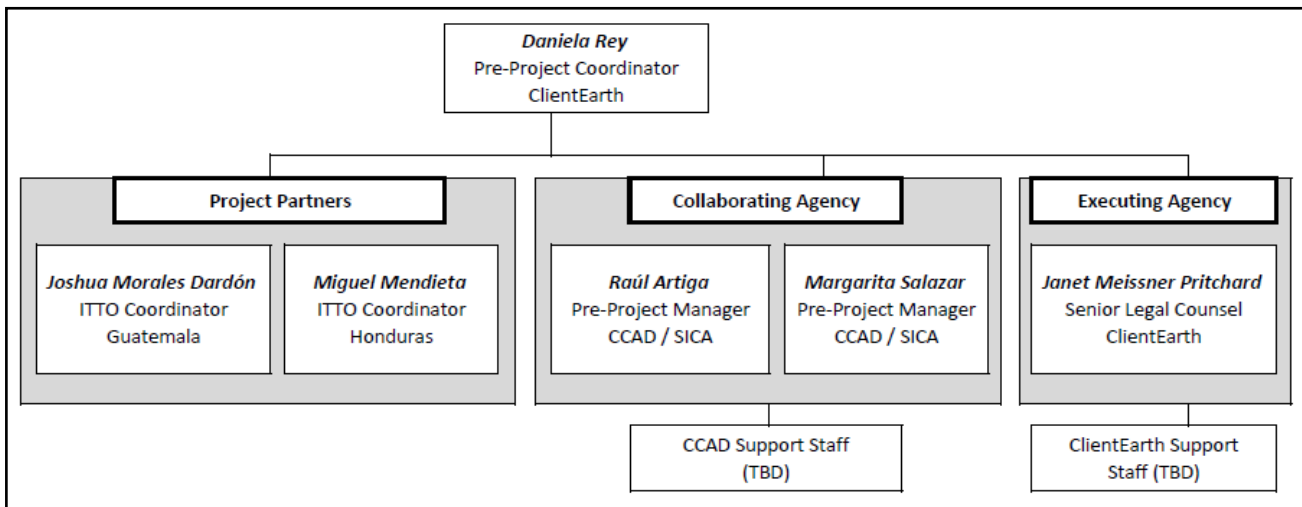 Daniela Rey
Pre-Project Coordinator
ClientEarth
Project Partners
Joshua Morales Dardón
ITTO Coordinator
Guatemala
Miguel Mendieta
ITTO Coordinator
Honduras
Collaborating Agency
Raúl Artiga
Pre-Project Manager
CCAD / SICA
Margarita Salazar
Pre-Project Manager
CCAD / SICA
CCAD Support Staff
(TBD)
Executing Agency
Janet Meissner Pritchard
Senior Legal Counsel
ClientEarth
ClientEarth Support
Staff (TBD)